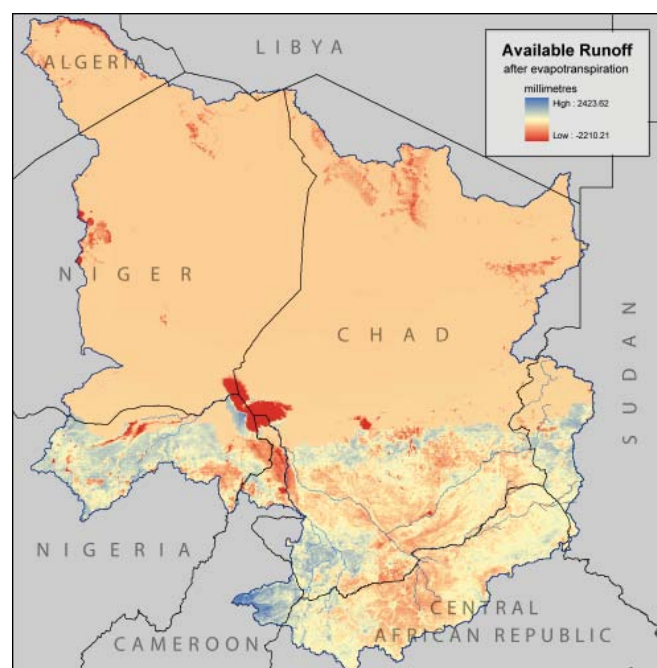 LIBYA
ALGERIA
Available Runoff
after evapotranspiration
millimetres
High : 2423.62
Low : -2210.21
NIGER
CHAD
SUDAN
NIGERIA
CENTRAL
AFRICAN REPUBLIC
CAMEROON